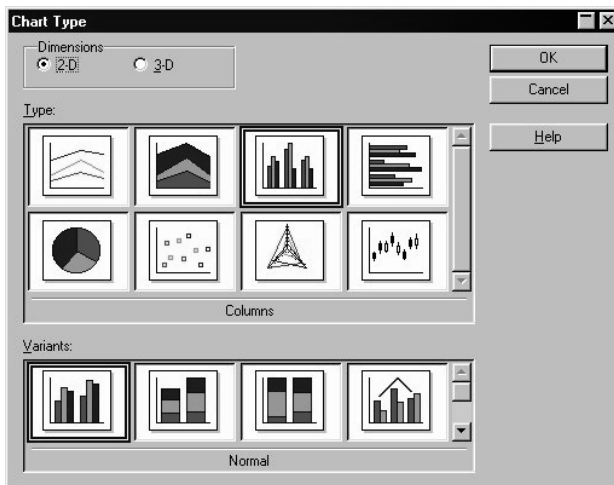 Chart Type
Dimensions
2-D
3-D
OK
Cancel
Help
Type:
Columns
Variants:
Normal